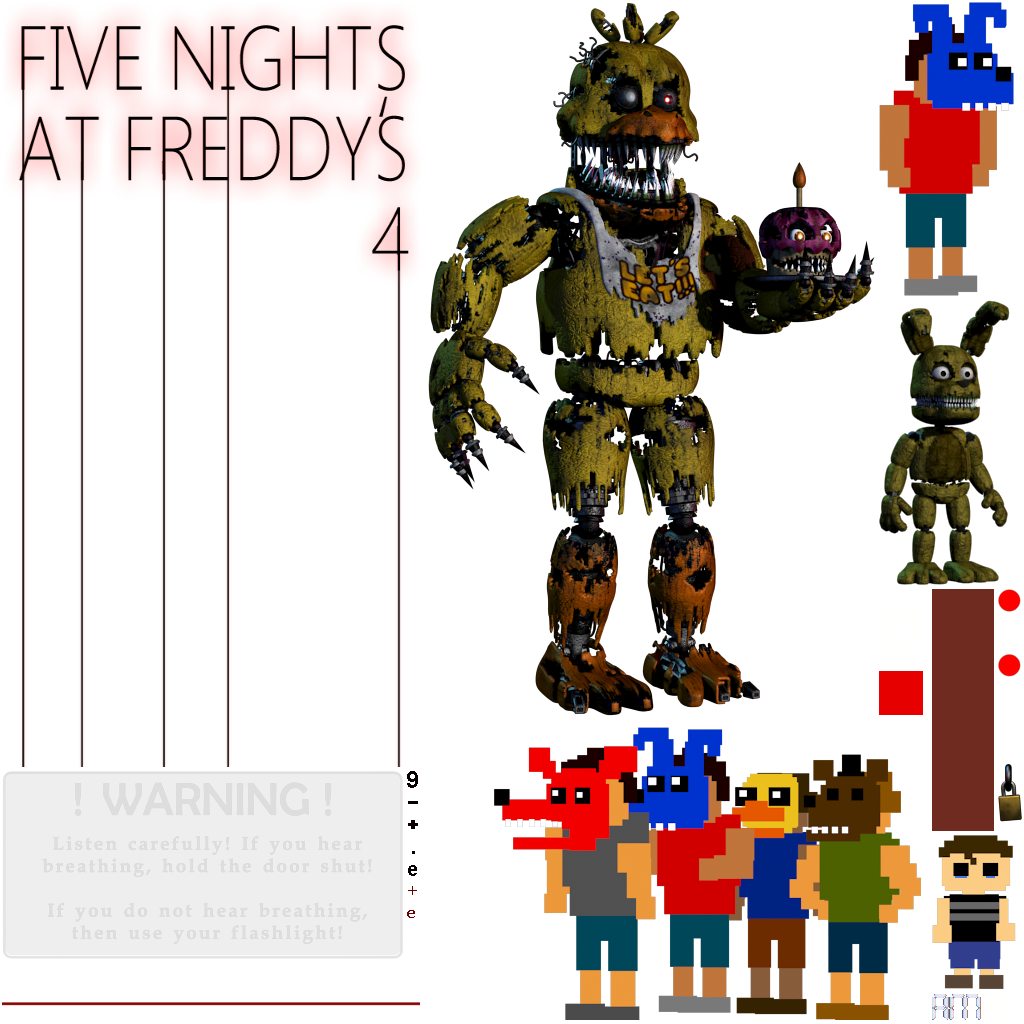 FIVE NIGHTS
AT FREDDY'S
4
LET'S
EAT!!!
! WARNING !
Listen carefully! If you hear
breathing, hold the door shut!
If you do not hear breathing,
then use your flashlight!
9
-
+
.
e
+
e